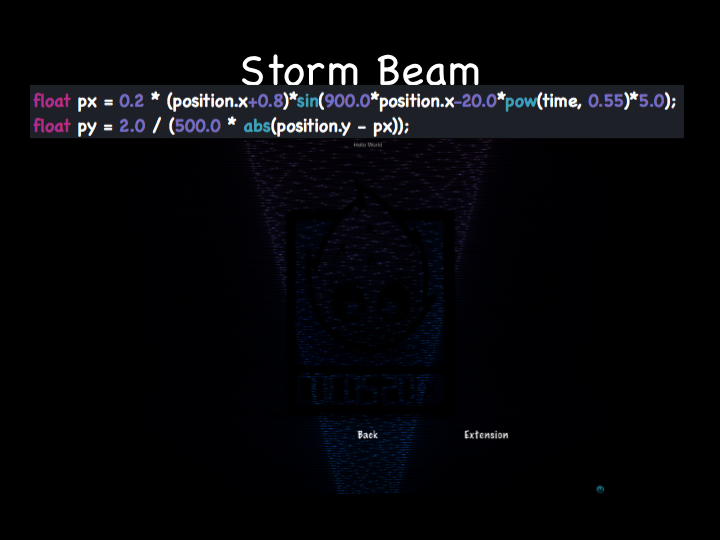 Storm Beam
float px = 0.2 * (position.x+0.8)*sin(900.0*position.x-20.0*pow(time, 0.55)*5.0);
float py = 2.0 / (500.0 * abs(position.y - px));
Hello World
COCOS2DX
Back Extension